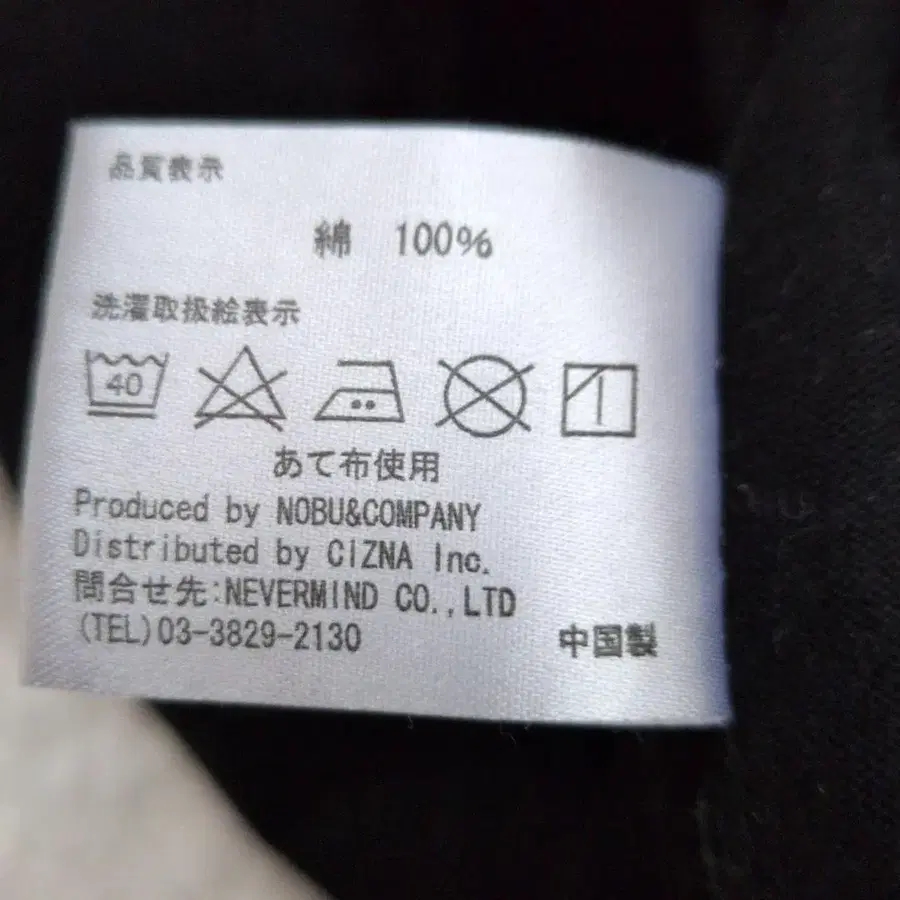 品質表示
綿 100%
洗濯取扱絵表示
40
あて布使用
Produced by NOBU&COMPANY
Distributed by CIZNA Inc.
問合せ先:NEVERMIND CO.,LTD
(TEL)03-3829-2130
中国製